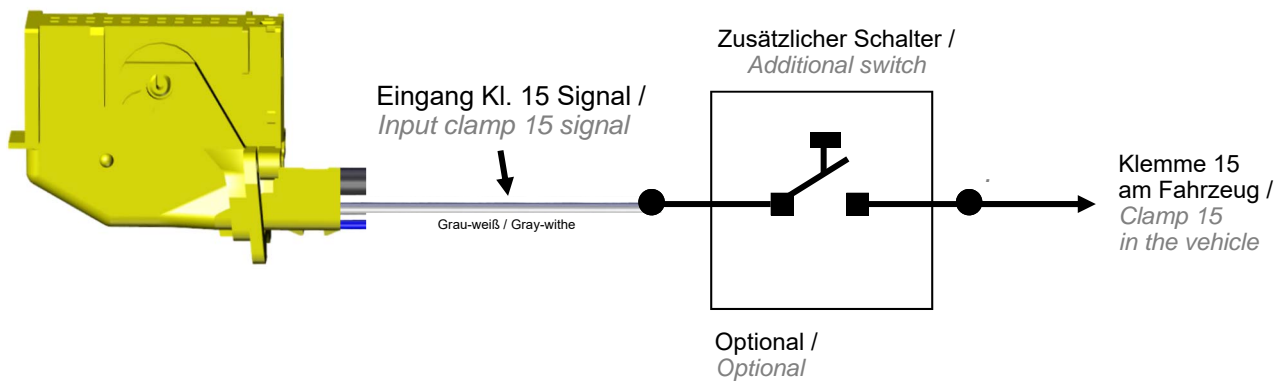 Zusätzlicher Schalter /
Additional switch
Eingang Kl. 15 Signal /
Input clamp 15 signal
Grau-weiß / Gray-withe
Klemme 15
am Fahrzeug /
Clamp 15
in the vehicle
Optional /
Optional